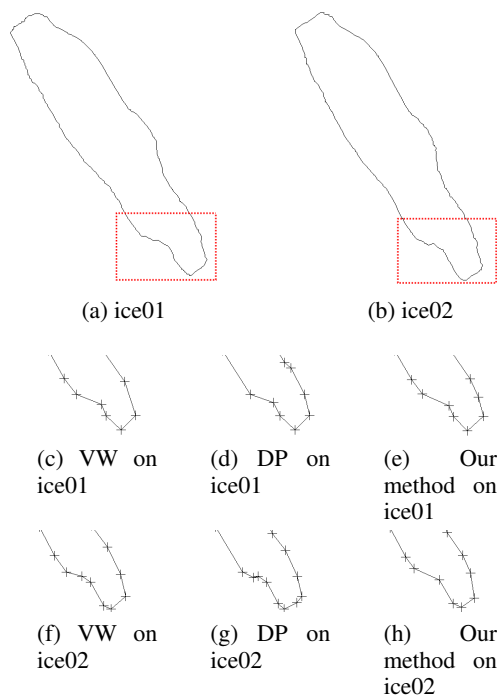 (a) ice01
(b) ice02
(c) VW on
ice01
(d) DP on
ice01
(e) Our
method on
ice01
(f) VW on
ice02
(g) DP on
ice02
(h) Our
method on
ice02